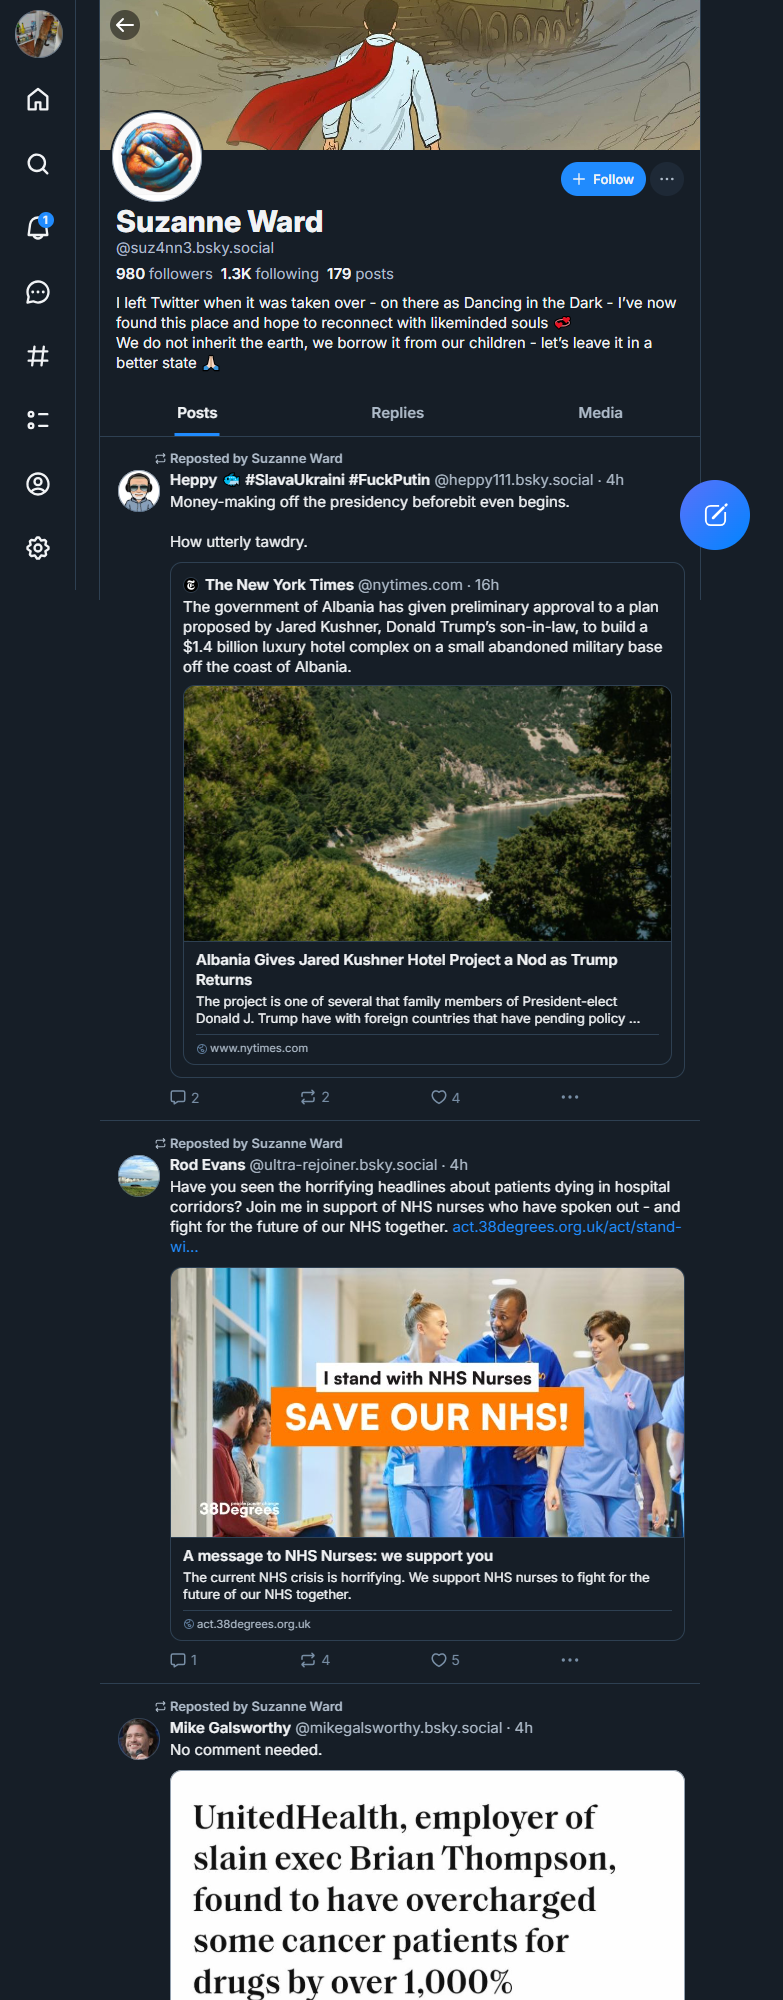 1
Follow
Suzanne Ward
@suz4nn3.bsky.social
980 followers 1.3K following 179 posts
I left Twitter when it was taken over - on there as Dancing in the Dark - I've now
found this place and hope to reconnect with likeminded souls 💞
We do not inherit the earth, we borrow it from our children - let's leave it in a
better state 🙏🏻
Posts Replies Media
Reposted by Suzanne Ward
Heppy 🐟 #SlavaUkraini #FuckPutin @heppy111.bsky.social · 4h
Money-making off the presidency beforebit even begins.
How utterly tawdry.
The New York Times @nytimes.com · 16h
The government of Albania has given preliminary approval to a plan
proposed by Jared Kushner, Donald Trump's son-in-law, to build a
$1.4 billion luxury hotel complex on a small abandoned military base
off the coast of Albania.
Albania Gives Jared Kushner Hotel Project a Nod as Trump
Returns
The project is one of several that family members of President-elect
Donald J. Trump have with foreign countries that have pending policy ...
www.nytimes.com
2 2 4
Reposted by Suzanne Ward
Rod Evans @ultra-rejoiner.bsky.social · 4h
Have you seen the horrifying headlines about patients dying in hospital
corridors? Join me in support of NHS nurses who have spoken out - and
fight for the future of our NHS together. act.38degrees.org.uk/act/stand-
wi...
I stand with NHS Nurses
SAVE OUR NHS!
38Degrees
A message to NHS Nurses: we support you
The current NHS crisis is horrifying. We support NHS nurses to fight for the
future of our NHS together.
act.38degrees.org.uk
1 4 5
Reposted by Suzanne Ward
Mike Galsworthy @mikegalsworthy.bsky.social · 4h
No comment needed.
UnitedHealth, employer of
slain exec Brian Thompson,
found to have overcharged
some cancer patients for
drugs by over 1,000%